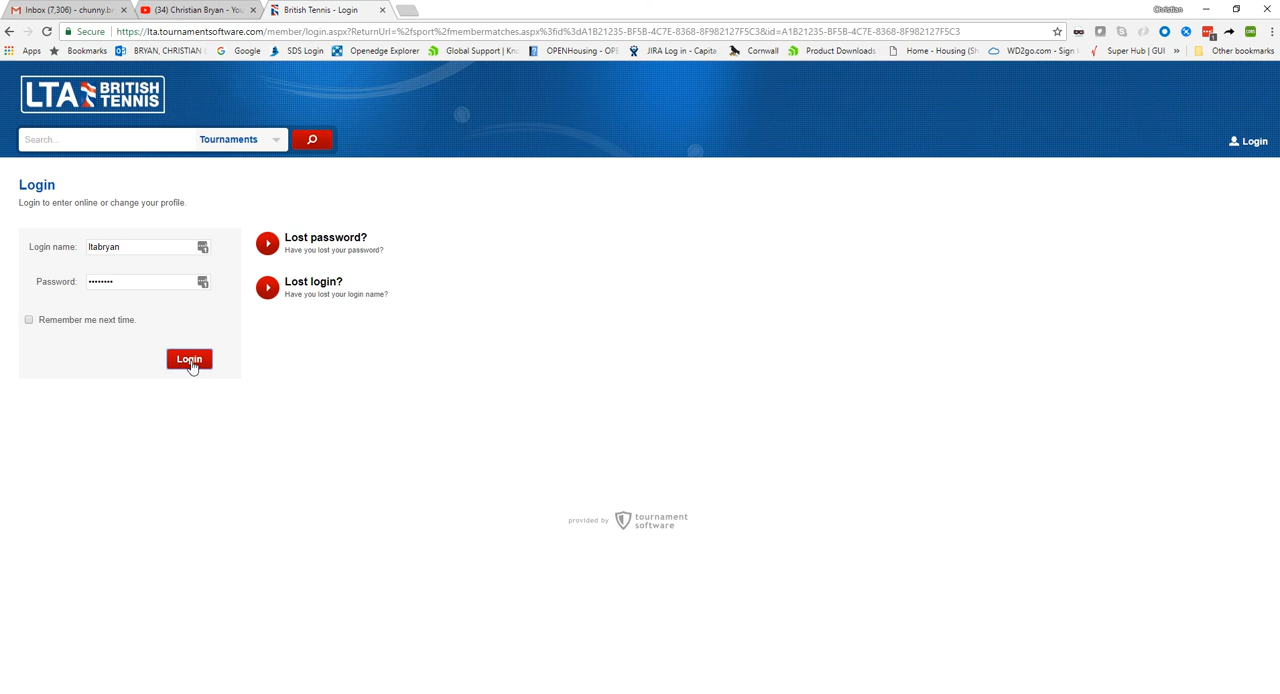 Inbox (7,306) - chunny.br
(34) Christian Bryan - You
British Tennis - Login
Christian
Secure
https://lta.tournamentsoftware.com/member/login.aspx?ReturnUrl=%2fsport%2fmembermatches.aspx%3fid%3dA1B21235-BF5B-4C7E-8368-8F982127F5C3&id=A1B21235-BF5B-4C7E-8368-8F982127F5C3
Apps
Bookmarks
BRYAN, CHRISTIAN
Google
SDS Login
Openedge Explorer
Global Support | Kno
OPENHousing - OPE
JIRA Log in - Capita
Cornwall
Product Downloads
Home - Housing (Sh
WD2go.com - Sign
Super Hub | GUI
»
Other bookmarks
LTA BRITISH TENNIS
Search...
Tournaments
Login
Login
Login to enter online or change your profile.
Login name: ltabryan
Password: ••••••••
Remember me next time.
Login
Lost password?
Have you lost your password?
Lost login?
Have you lost your login name?
provided by tournament software